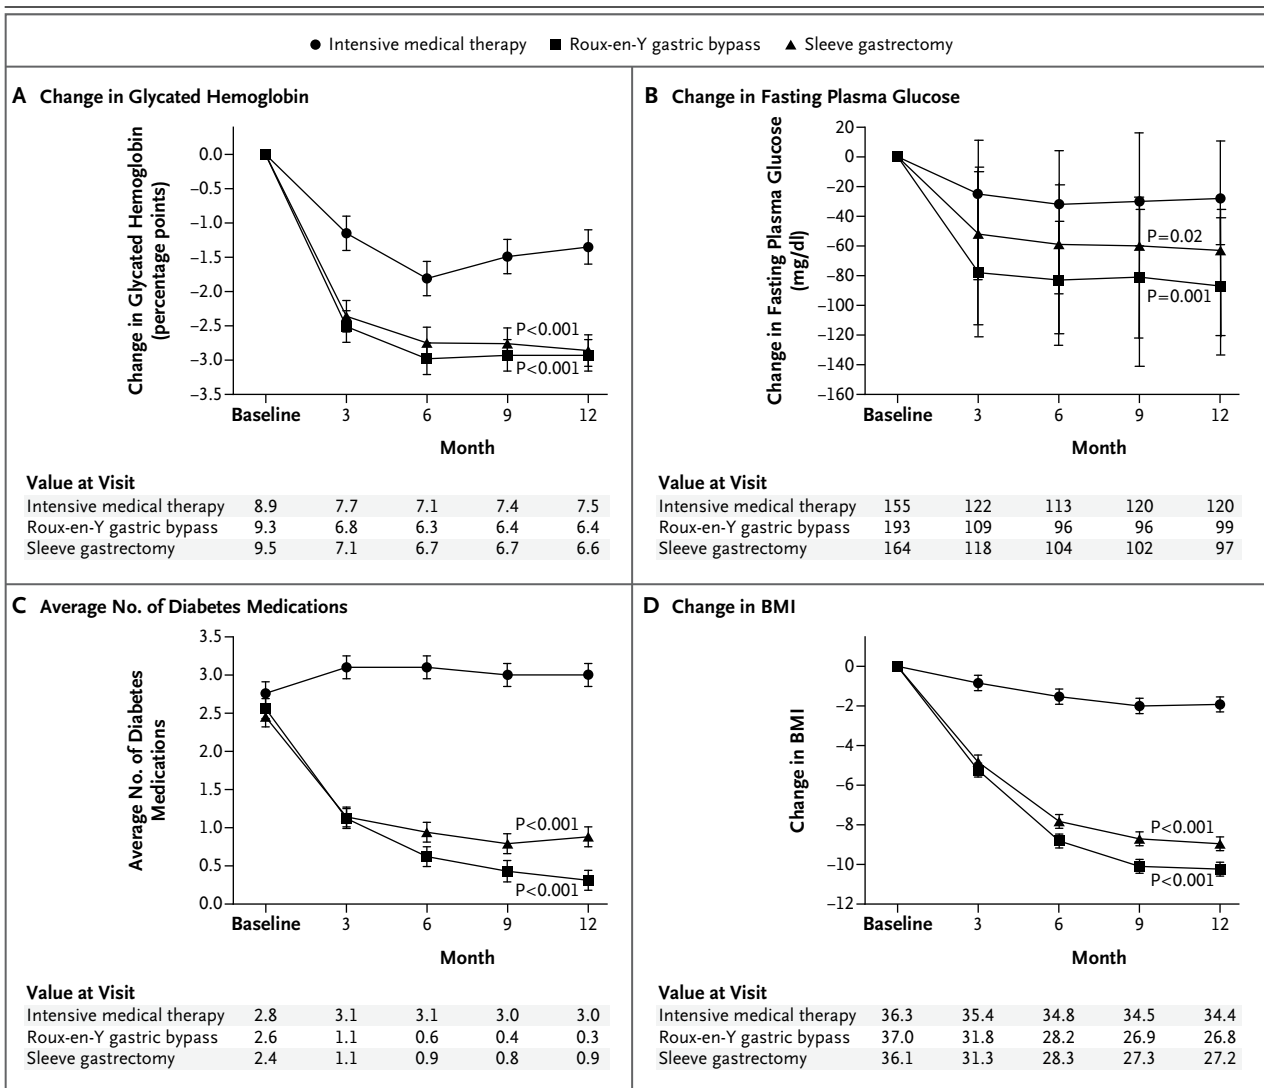 Intensive medical therapy Roux-en-Y gastric bypass Sleeve gastrectomy
A Change in Glycated Hemoglobin
Change in Glycated Hemoglobin
(percentage points)
0.0
–0.5
–1.0
–1.5
–2.0
–2.5
–3.0
–3.5
P<0.001
P<0.001
Baseline 3 6 9 12
Month
Value at Visit
Intensive medical therapy 8.9 7.7 7.1 7.4 7.5
Roux-en-Y gastric bypass 9.3 6.8 6.3 6.4 6.4
Sleeve gastrectomy 9.5 7.1 6.7 6.7 6.6
B Change in Fasting Plasma Glucose
Change in Fasting Plasma Glucose
(mg/dl)
20
0
–20
–40
–60
–80
–100
–120
–140
–160
P=0.02
P=0.001
Baseline 3 6 9 12
Month
Value at Visit
Intensive medical therapy 155 122 113 120 120
Roux-en-Y gastric bypass 193 109 96 96 99
Sleeve gastrectomy 164 118 104 102 97
C Average No. of Diabetes Medications
Average No. of Diabetes
Medications
3.5
3.0
2.5
2.0
1.5
1.0
0.5
0.0
P<0.001
P<0.001
Baseline 3 6 9 12
Month
Value at Visit
Intensive medical therapy 2.8 3.1 3.1 3.0 3.0
Roux-en-Y gastric bypass 2.6 1.1 0.6 0.4 0.3
Sleeve gastrectomy 2.4 1.1 0.9 0.8 0.9
D Change in BMI
Change in BMI
0
–2
–4
–6
–8
–10
–12
P<0.001
P<0.001
Baseline 3 6 9 12
Month
Value at Visit
Intensive medical therapy 36.3 35.4 34.8 34.5 34.4
Roux-en-Y gastric bypass 37.0 31.8 28.2 26.9 26.8
Sleeve gastrectomy 36.1 31.3 28.3 27.3 27.2